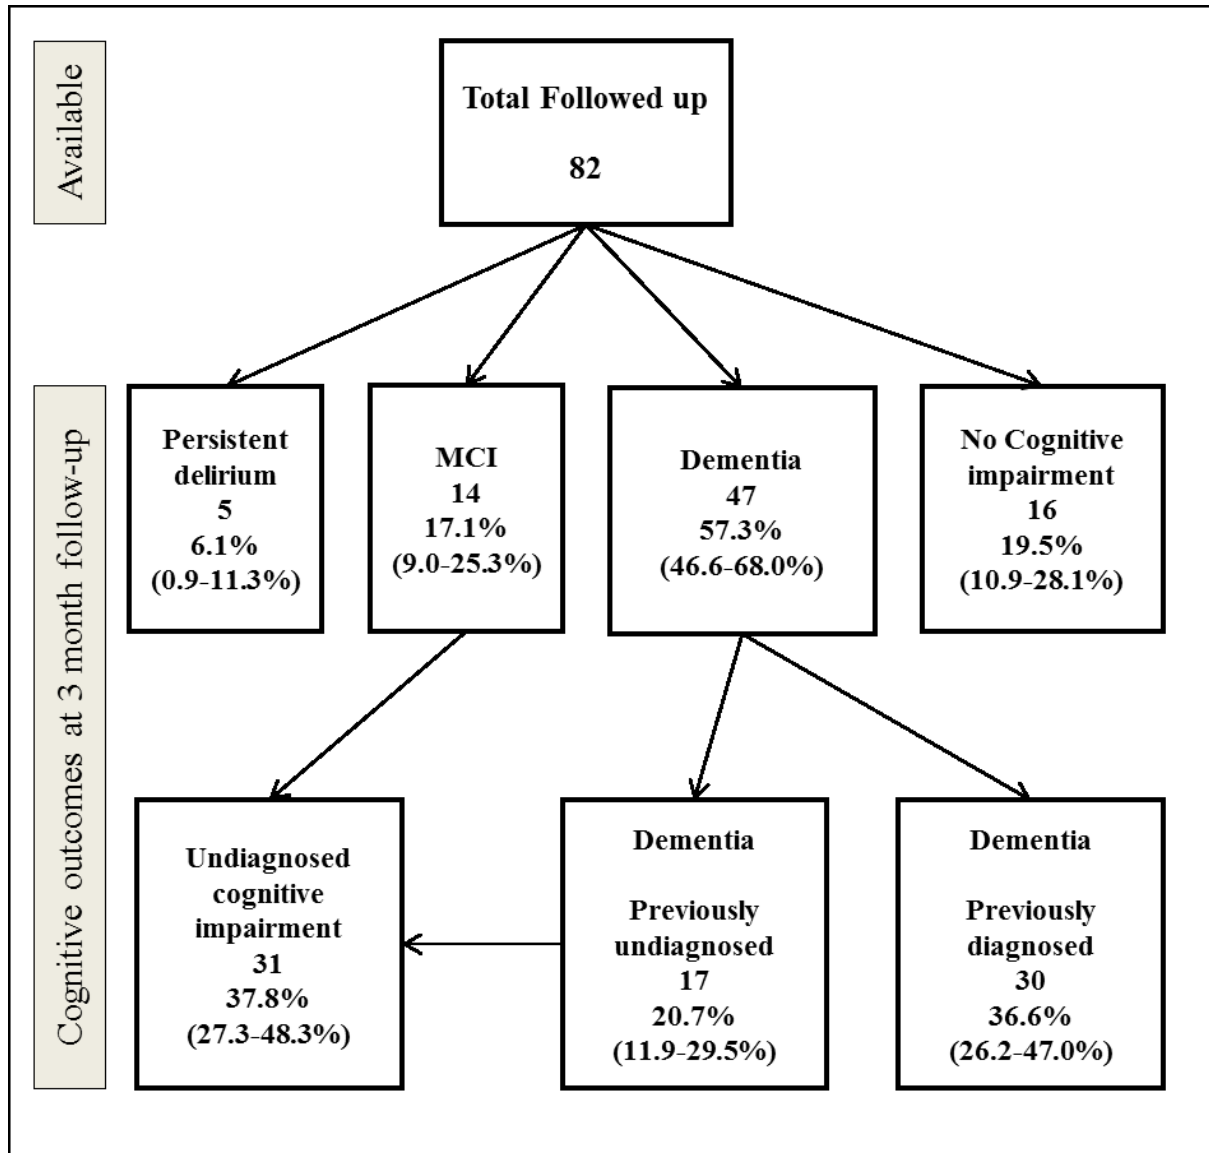 Available
Total Followed up
82
Cognitive outcomes at 3 month follow-up
Persistent
delirium
5
6.1%
(0.9-11.3%)
MCI
14
17.1%
(9.0-25.3%)
Dementia
47
57.3%
(46.6-68.0%)
No Cognitive
impairment
16
19.5%
(10.9-28.1%)
Undiagnosed
cognitive
impairment
31
37.8%
(27.3-48.3%)
Dementia
Previously
undiagnosed
17
20.7%
(11.9-29.5%)
Dementia
Previously
diagnosed
30
36.6%
(26.2-47.0%)